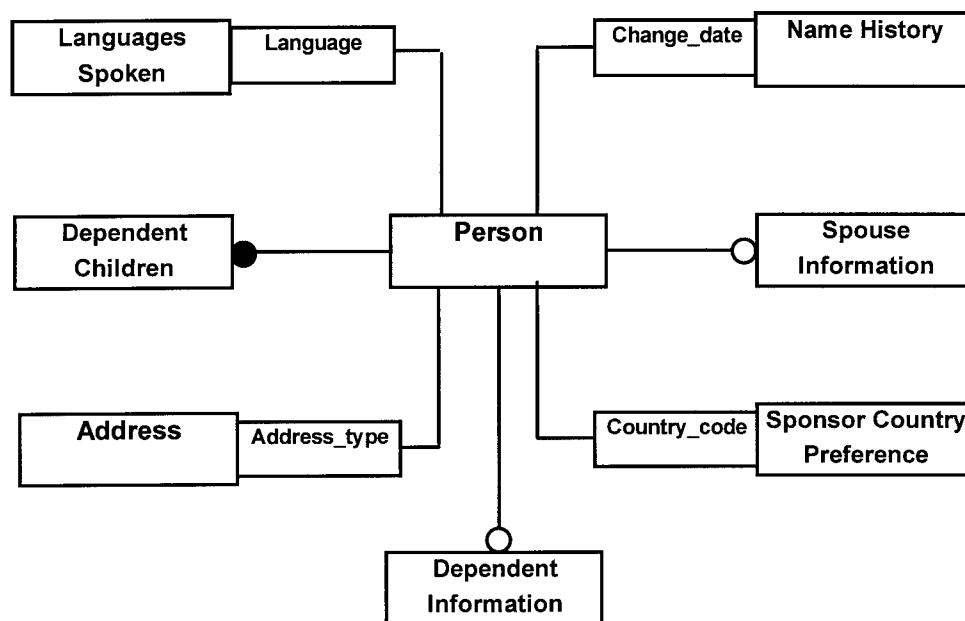 Languages
Spoken
Language
Change_date
Name History
Dependent
Children
Person
Spouse
Information
Address
Address_type
Country_code
Sponsor Country
Preference
Dependent
Information